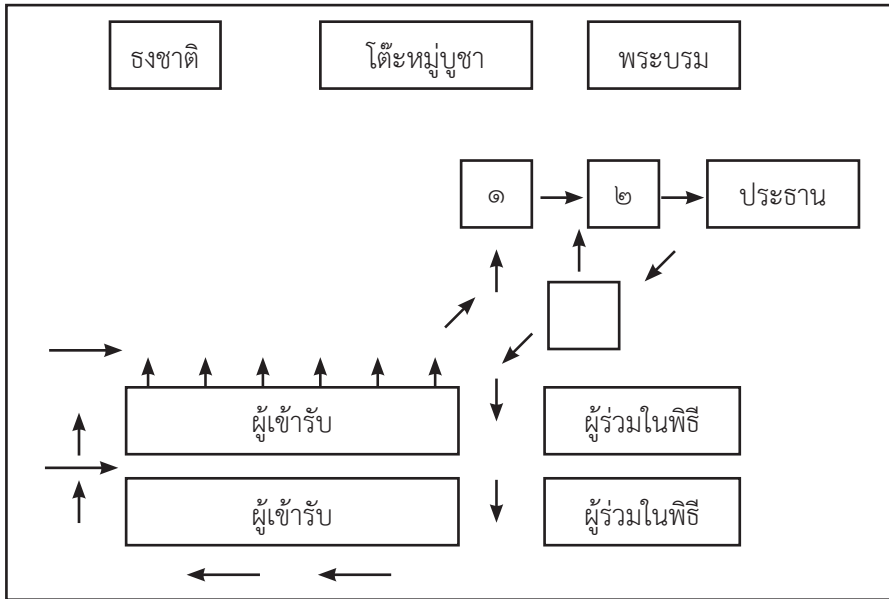 ธงชาติ
โต๊ะหมู่บูชา
พระบรม
๑
๒
ประธาน
ผู้เข้ารับ
ผู้ร่วมในพิธี
ผู้เข้ารับ
ผู้ร่วมในพิธี